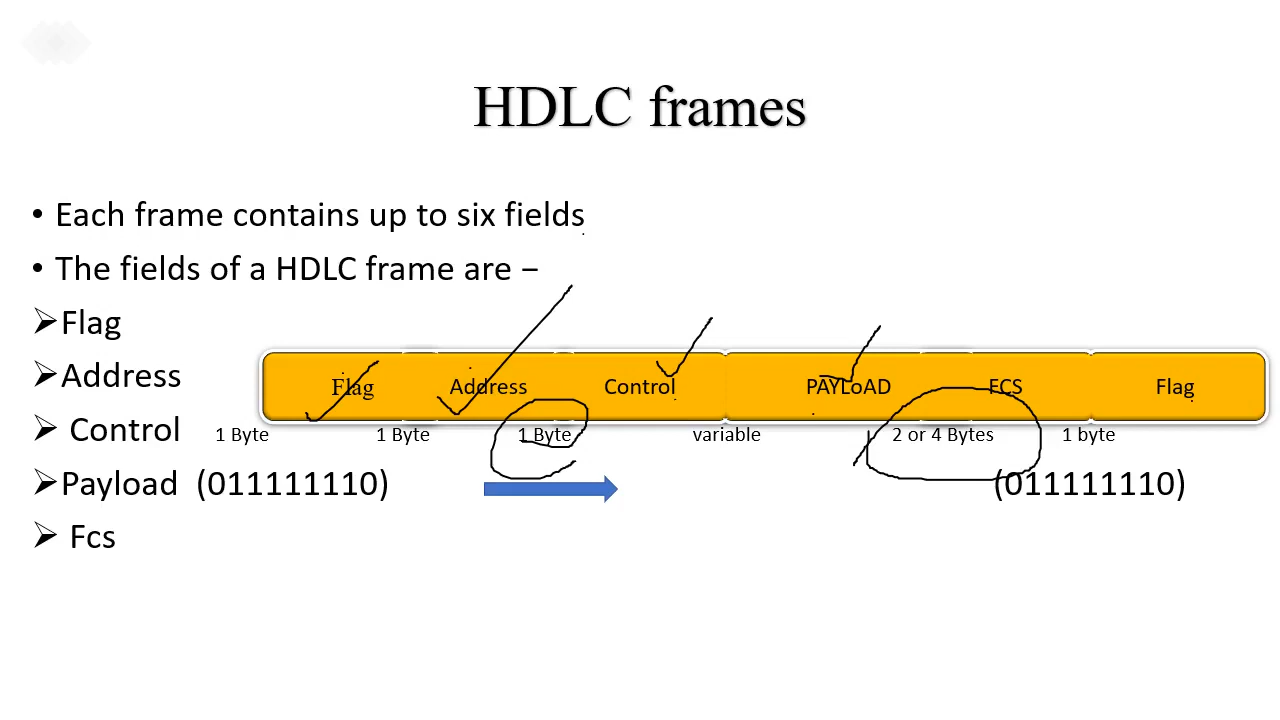 HDLC frames
• Each frame contains up to six fields
• The fields of a HDLC frame are −
➢Flag
➢Address
Flag Address Control PAYLoAD FCS Flag
➢ Control
1 Byte 1 Byte 1 Byte variable 2 or 4 Bytes 1 byte
➢Payload (011111110) (011111110)
➢ Fcs